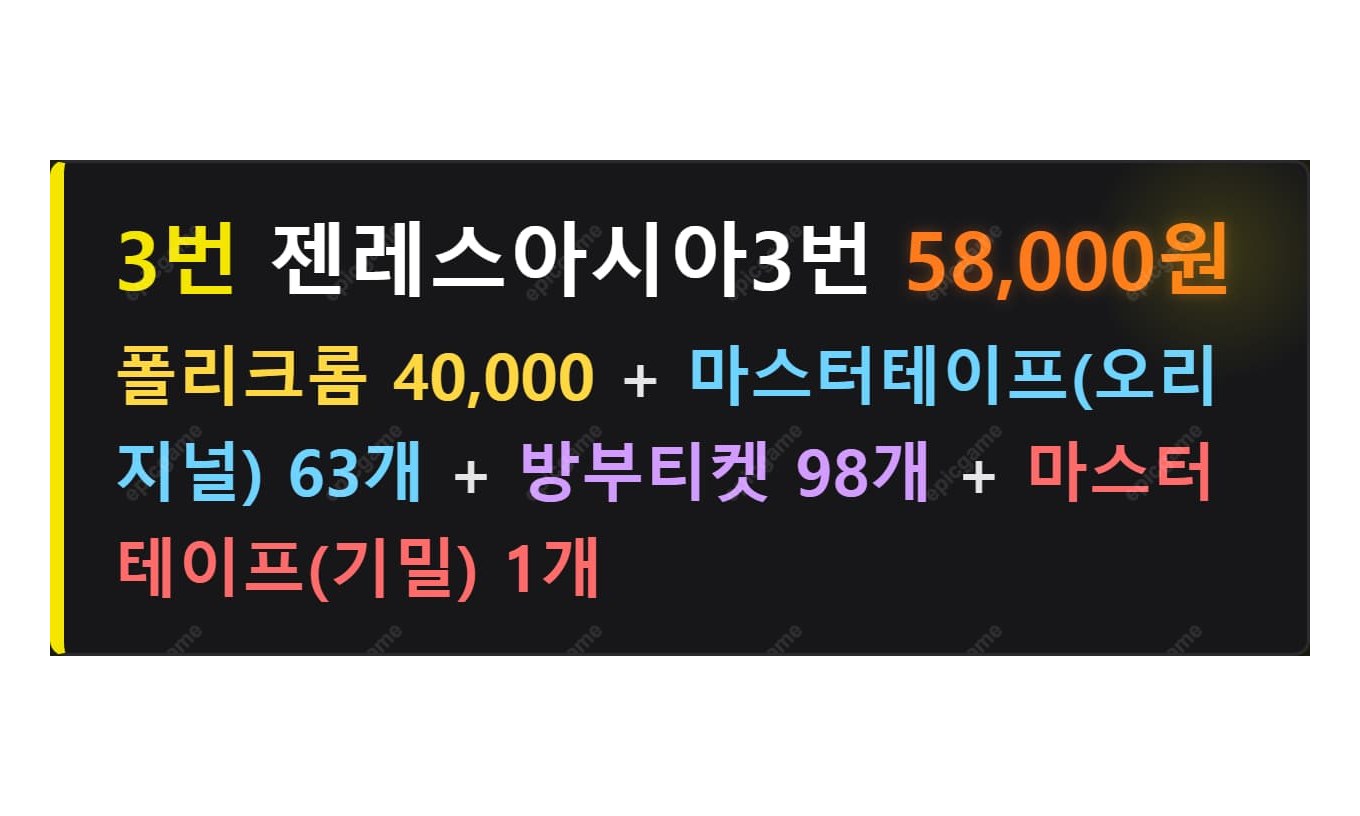 3번 젠레스아시아3번 58,000원
폴리크롬 40,000 + 마스터테이프(오리
지널) 63개 + 방부티켓 98개 + 마스터
테이프(기밀) 1개
epicgame